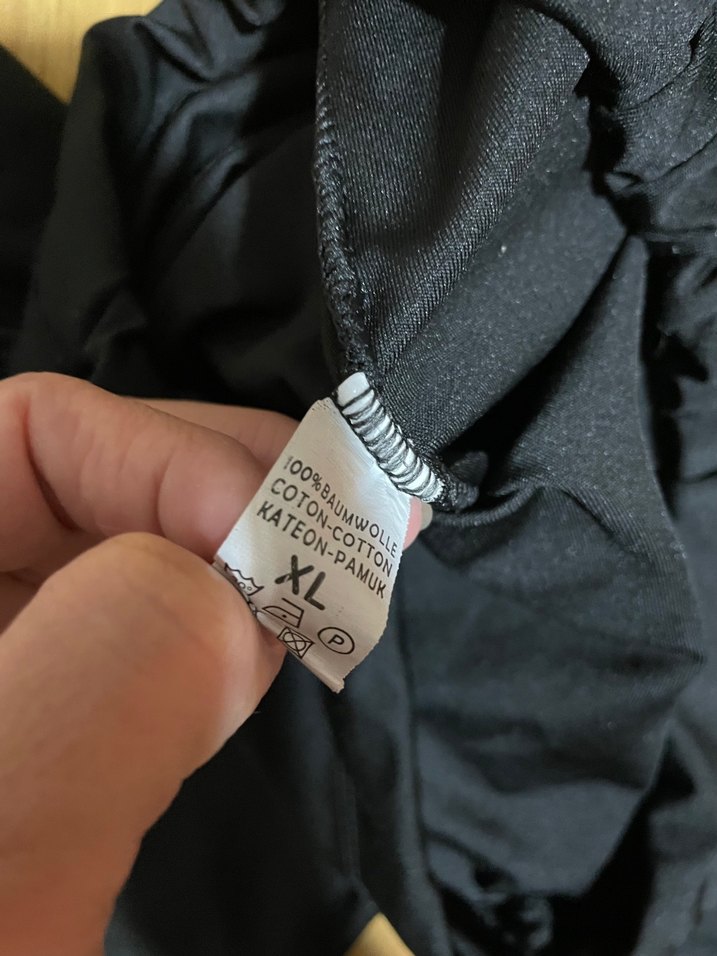 100%BAUMWOLLE
COTON-COTTON
KATEON-PAMUK
XL
P